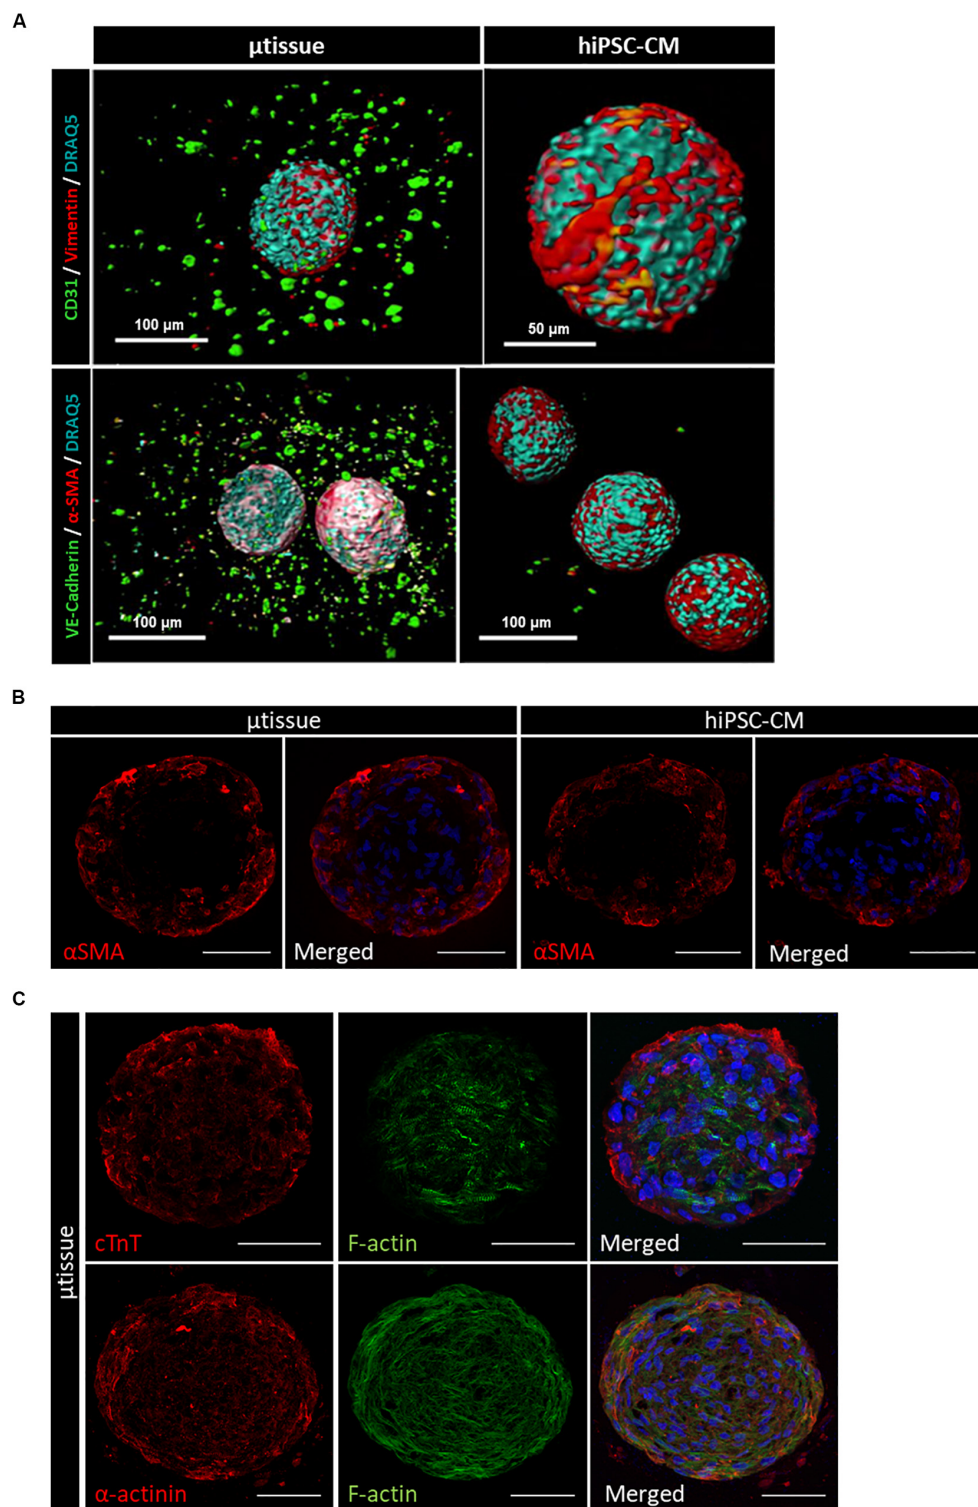 A
µtissue
hiPSC-CM
CD31 / Vimentin / DRAQ5
100 µm
50 µm
VE-Cadherin / α-SMA / DRAQ5
100 µm
100 µm
B
µtissue
hiPSC-CM
αSMA
Merged
αSMA
Merged
C
µtissue
cTnT
F-actin
Merged
α-actinin
F-actin
Merged